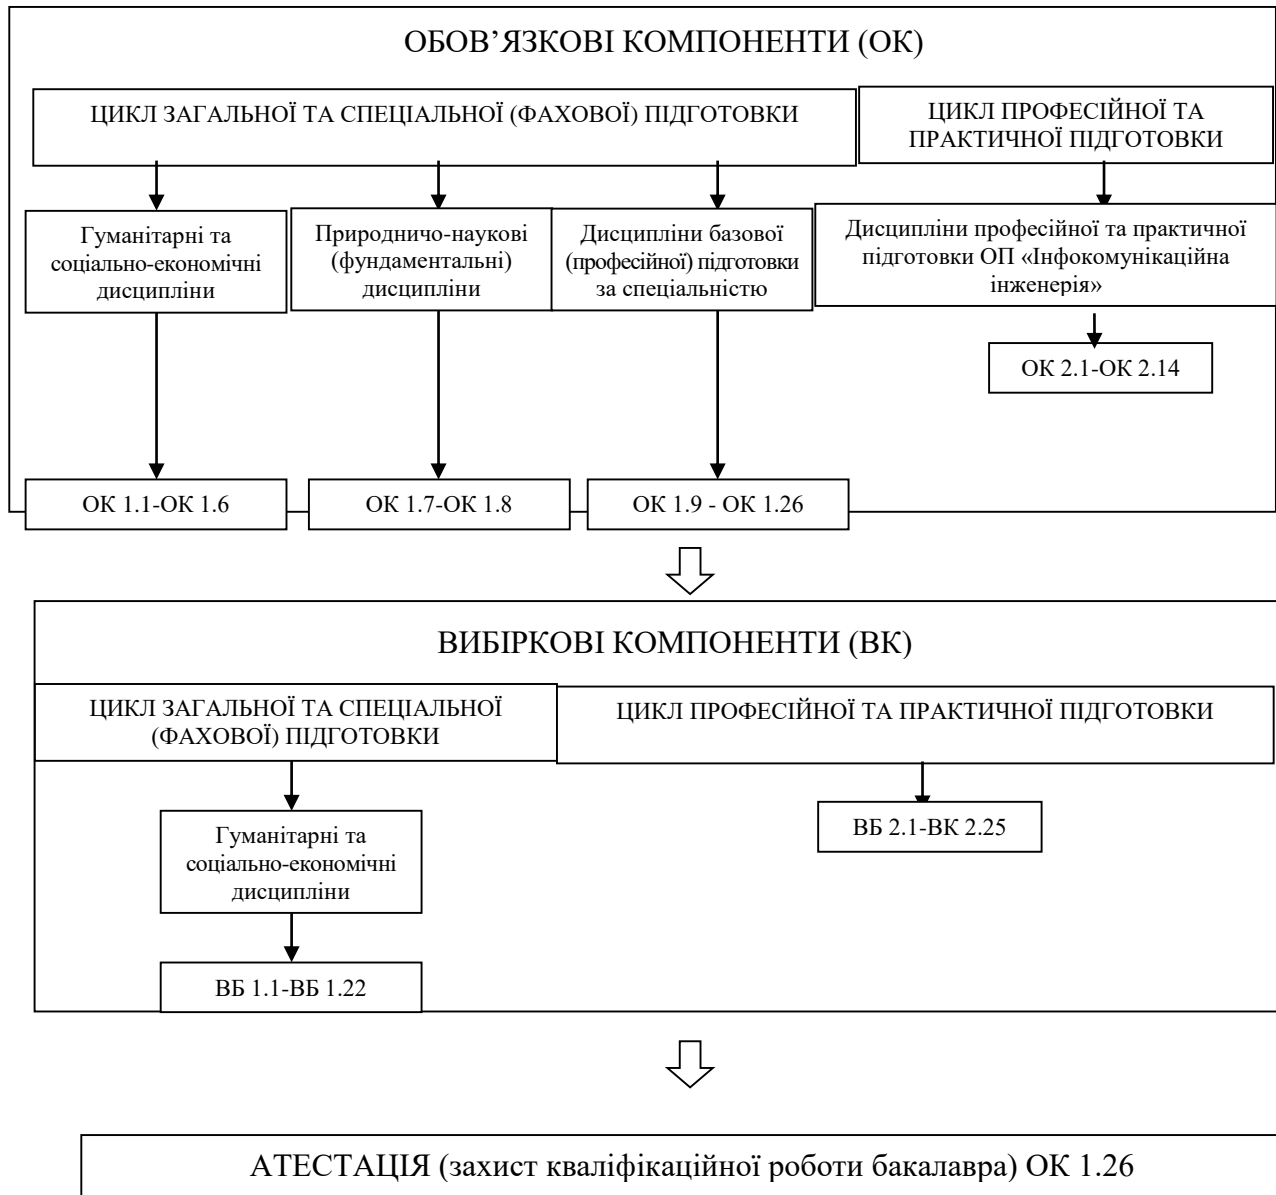 ОБОВ’ЯЗКОВІ КОМПОНЕНТИ (ОК)
ЦИКЛ ЗАГАЛЬНОЇ ТА СПЕЦІАЛЬНОЇ (ФАХОВОЇ) ПІДГОТОВКИ
ЦИКЛ ПРОФЕСІЙНОЇ ТА
ПРАКТИЧНОЇ ПІДГОТОВКИ
Гуманітарні та
соціально-економічні
дисципліни
Природничо-наукові
(фундаментальні)
дисципліни
Дисципліни базової
(професійної) підготовки
за спеціальністю
Дисципліни професійної та практичної
підготовки ОП «Інфокомунікаційна
інженерія»
ОК 2.1-ОК 2.14
ОК 1.1-ОК 1.6
ОК 1.7-ОК 1.8
ОК 1.9 - ОК 1.26
ВИБІРКОВІ КОМПОНЕНТИ (ВК)
ЦИКЛ ЗАГАЛЬНОЇ ТА СПЕЦІАЛЬНОЇ
(ФАХОВОЇ) ПІДГОТОВКИ
ЦИКЛ ПРОФЕСІЙНОЇ ТА ПРАКТИЧНОЇ ПІДГОТОВКИ
Гуманітарні та
соціально-економічні
дисципліни
ВБ 2.1-ВК 2.25
ВБ 1.1-ВБ 1.22
АТЕСТАЦІЯ (захист кваліфікаційної роботи бакалавра) ОК 1.26